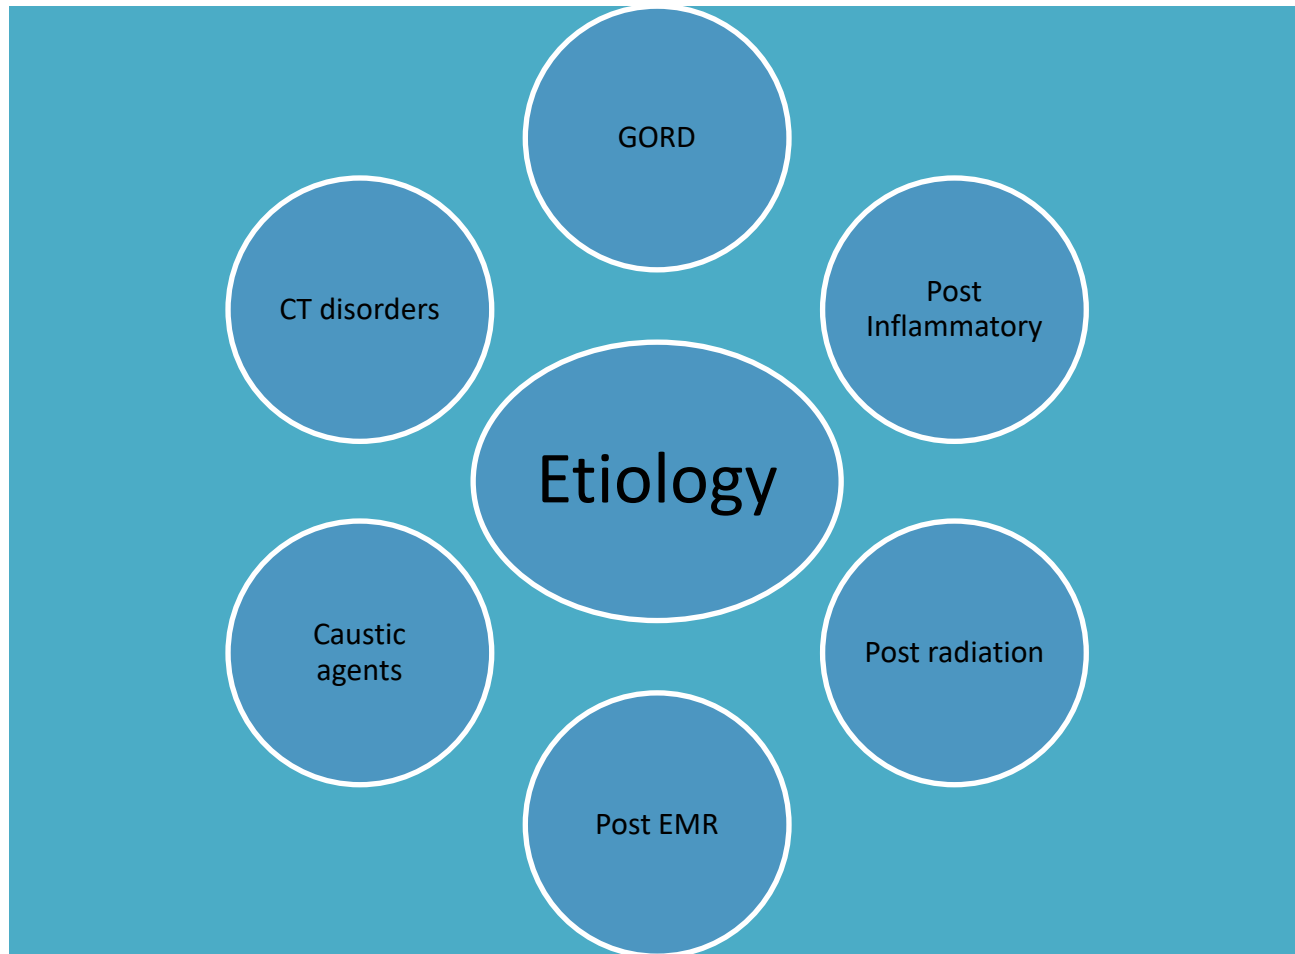 GORD
CT disorders
Post
Inflammatory
Etiology
Caustic
agents
Post radiation
Post EMR